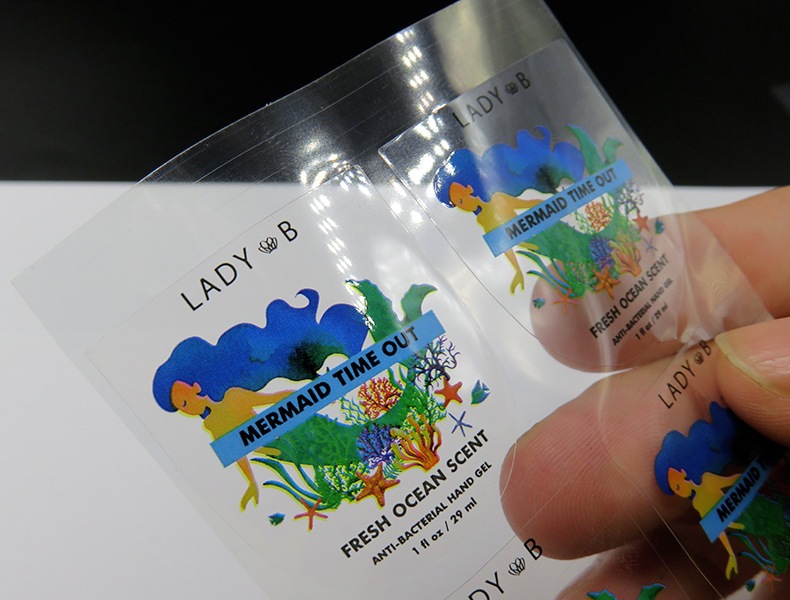 LADY B
MERMAID TIME OUT
FRESH OCEAN SCENT
ANTI-BACTERIAL HAND GEL
1 fl oz / 29 ml
LADY B
MERMAID TIME OUT
FRESH OCEAN SCENT
ANTI-BACTERIAL HAND GEL
1 fl oz / 29 ml
LADY B
MERMAID TIME
LADY B